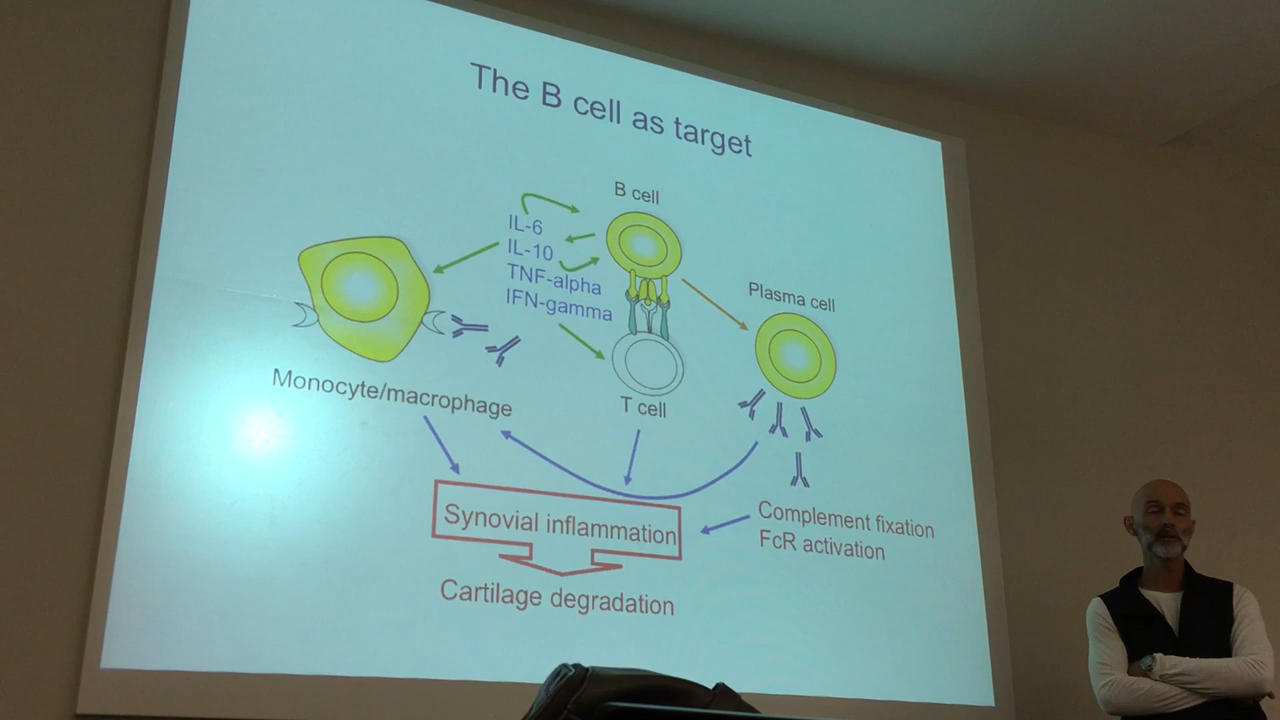 The B cell as target
B cell
IL-6
IL-10
TNF-alpha
IFN-gamma
Plasma cell
Monocyte/macrophage
T cell
Synovial inflammation
Complement fixation
FcR activation
Cartilage degradation